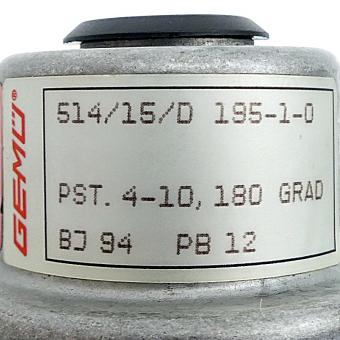 GEMÜ®
514/15/D 195-1-0
PST. 4-10, 180 GRAD
BJ 94 PB 12